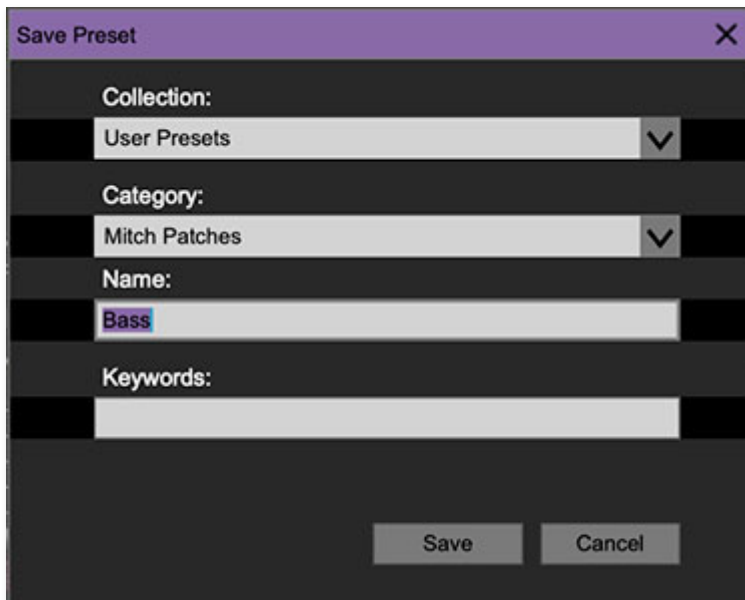 Save Preset
Collection:
User Presets
Category:
Mitch Patches
Name:
Bass
Keywords:
Save Cancel